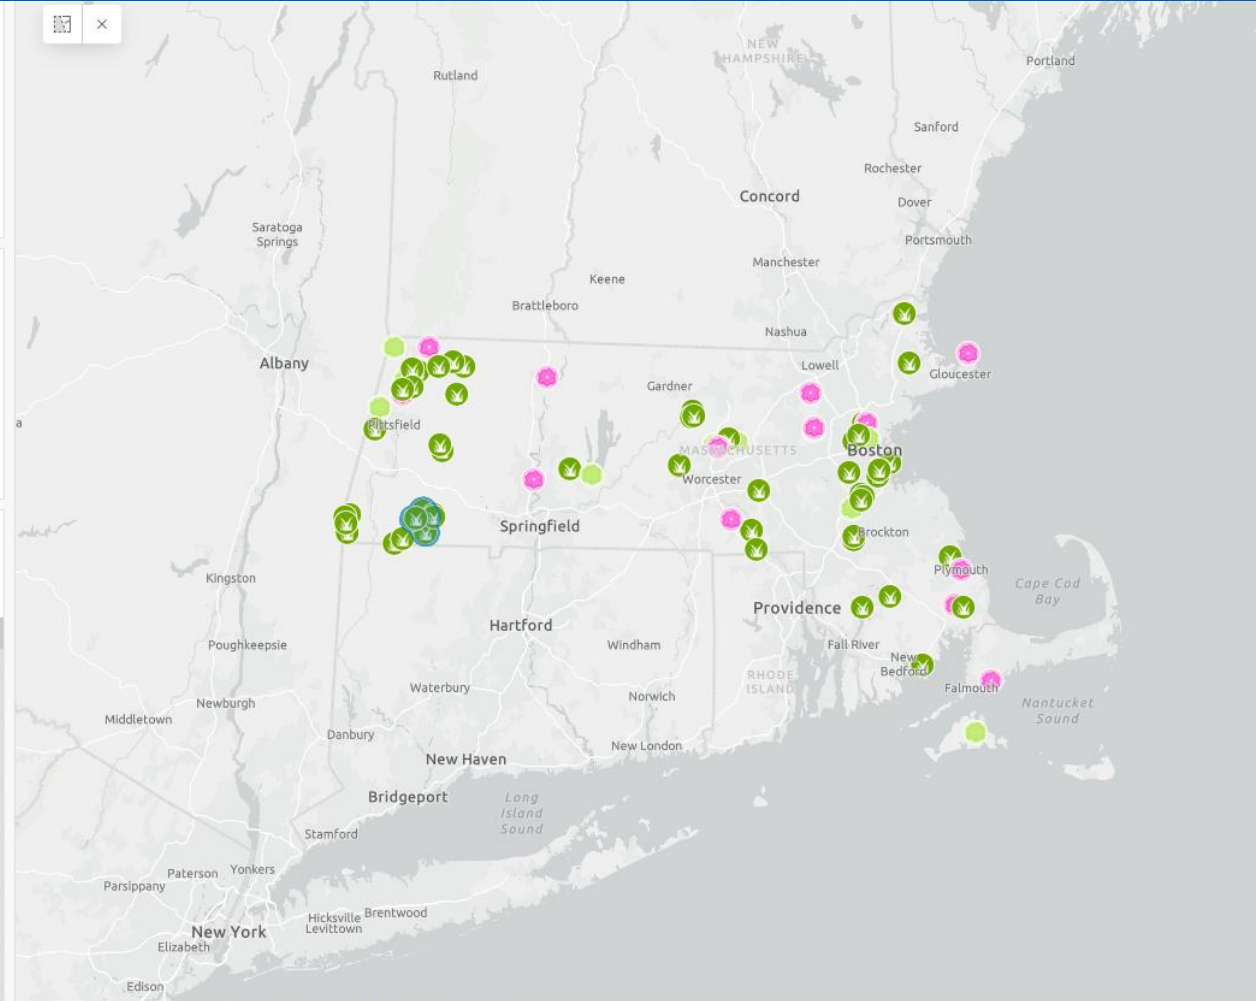 Portland
NEW
HAMPSHIRE
Rutland
Sanford
Rochester
Concord
Dover
Saratoga
Springs
Portsmouth
Manchester
Keene
Brattleboro
Nashua
Albany
Lowell
Gloucester
Gardner
a
Pittsfield
MASSACHUSETTS
Boston
Worcester
Springfield
Brockton
Plymouth
Kingston
Cape Cod
Bay
Providence
Hartford
Poughkeepsie
Windham
Fall River
New
Bedford
RHODE
ISLAND
Waterbury
Falmouth
Norwich
Newburgh
Nantucket
Sound
Middletown
Danbury
New London
New Haven
Bridgeport
Long
Island
Sound
Stamford
Yonkers
Paterson
Parsippany
Hicksville
Brentwood
Levittown
New York
Elizabeth
Edison